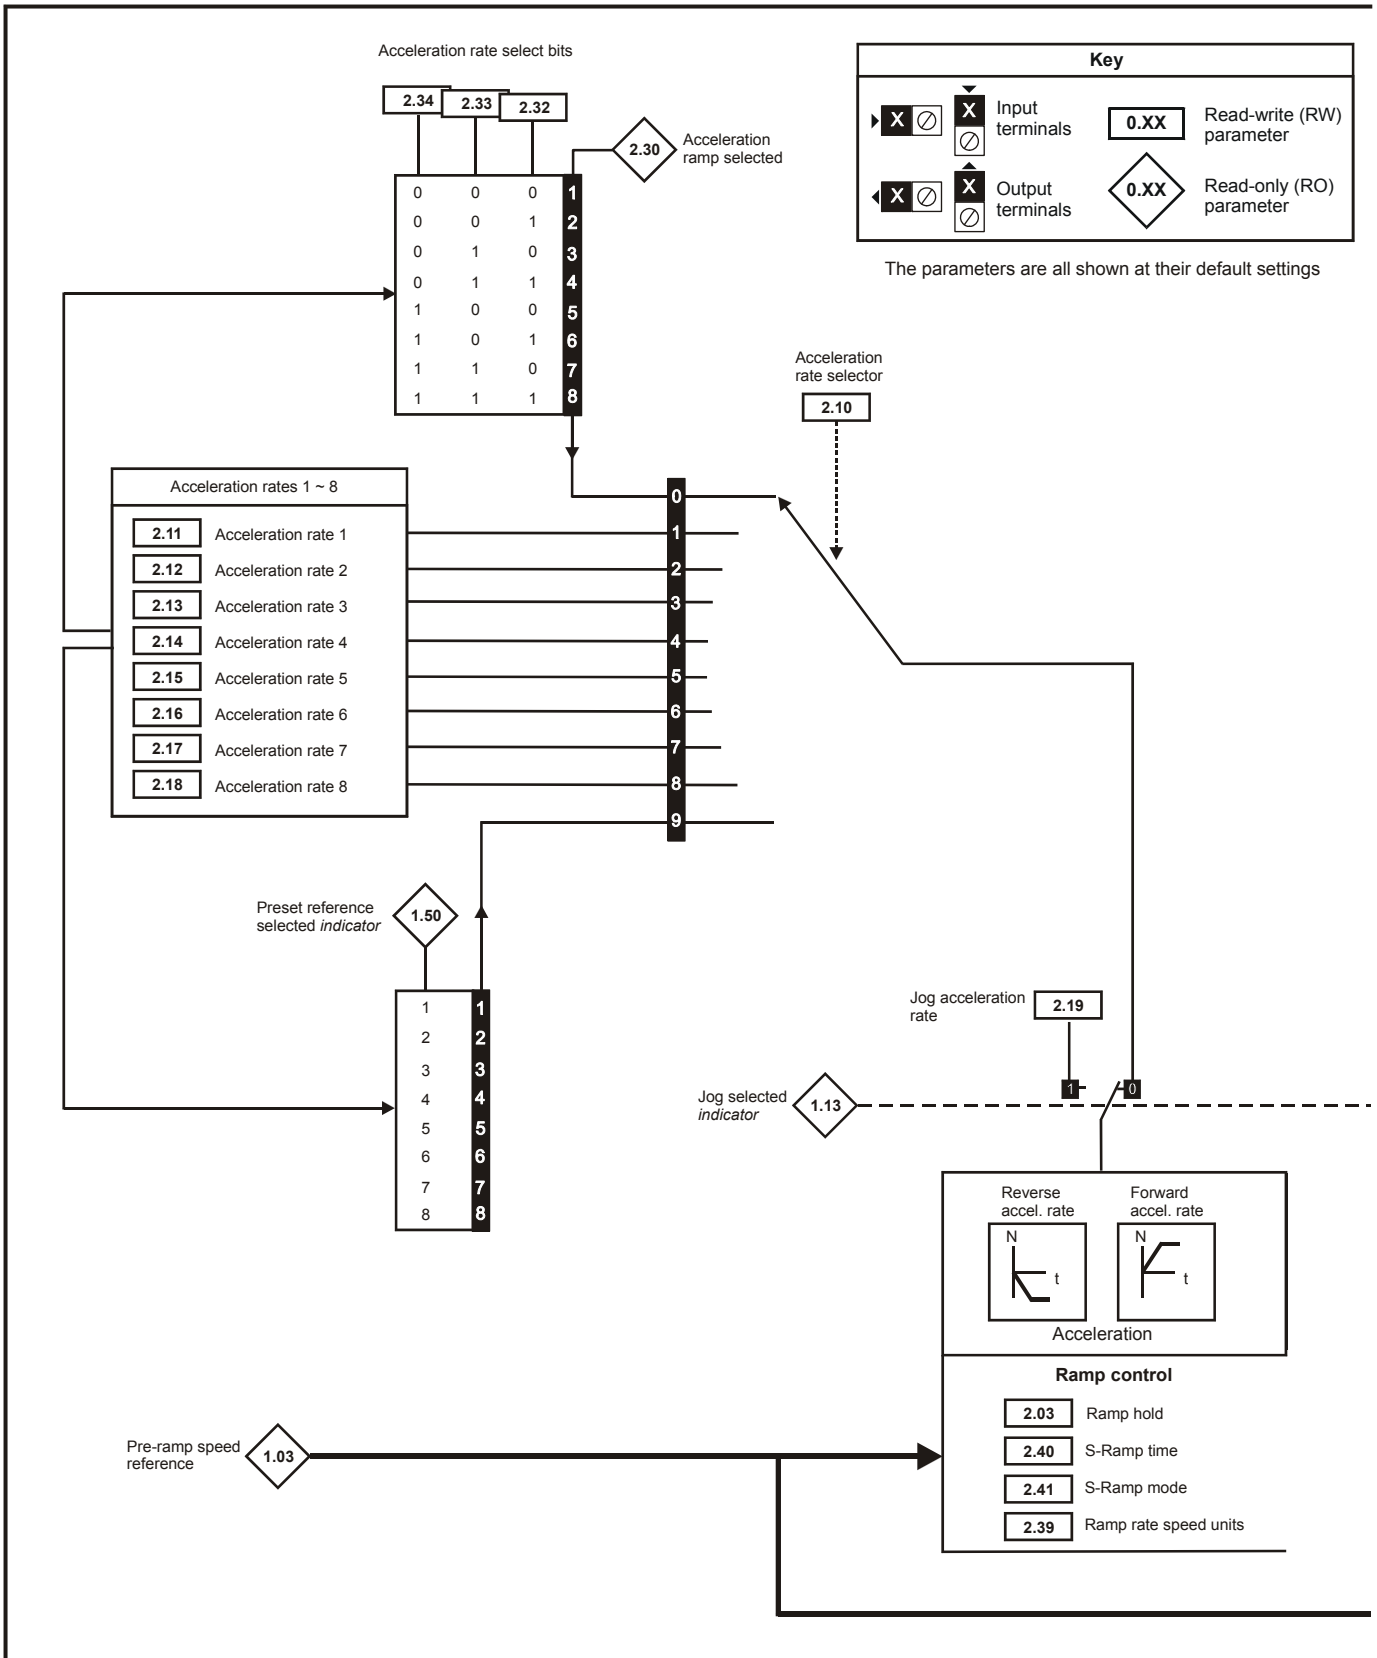 Acceleration rate select bits
2.34 2.33 2.32
2.30
Acceleration
ramp selected
0 0 0 1
0 0 1 2
0 1 0 3
0 1 1 4
1 0 0 5
1 0 1 6
1 1 0 7
1 1 1 8
Key
X
X
Input
terminals
0.XX
Read-write (RW)
parameter
X
X
Output
terminals
0.XX
Read-only (RO)
parameter
The parameters are all shown at their default settings
Acceleration
rate selector
2.10
Acceleration rates 1 ~ 8
2.11 Acceleration rate 1
2.12 Acceleration rate 2
2.13 Acceleration rate 3
2.14 Acceleration rate 4
2.15 Acceleration rate 5
2.16 Acceleration rate 6
2.17 Acceleration rate 7
2.18 Acceleration rate 8
0
1
2
3
4
5
6
7
8
9
Preset reference
selected indicator
1.50
1 1
2 2
3 3
4 4
5 5
6 6
7 7
8 8
Jog acceleration
rate
2.19
1 0
Jog selected
indicator
1.13
Reverse
accel. rate
N
t
Forward
accel. rate
N
t
Acceleration
Ramp control
2.03 Ramp hold
2.40 S-Ramp time
2.41 S-Ramp mode
2.39 Ramp rate speed units
Pre-ramp speed
reference
1.03